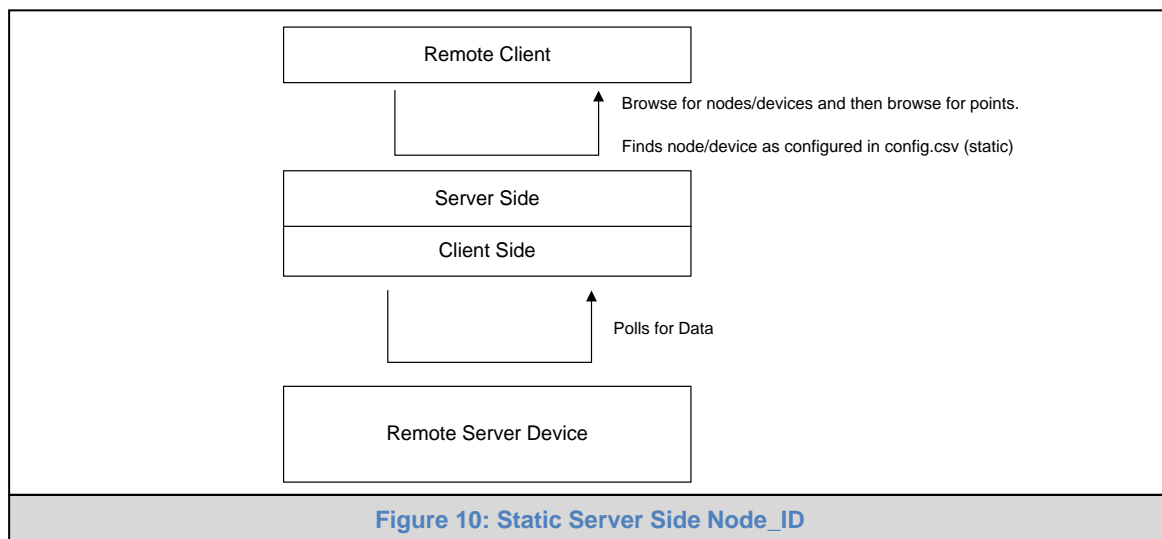 Remote Client
Browse for nodes/devices and then browse for points.
Finds node/device as configured in config.csv (static)
Server Side
Client Side
Polls for Data
Remote Server Device
Figure 10: Static Server Side Node_ID